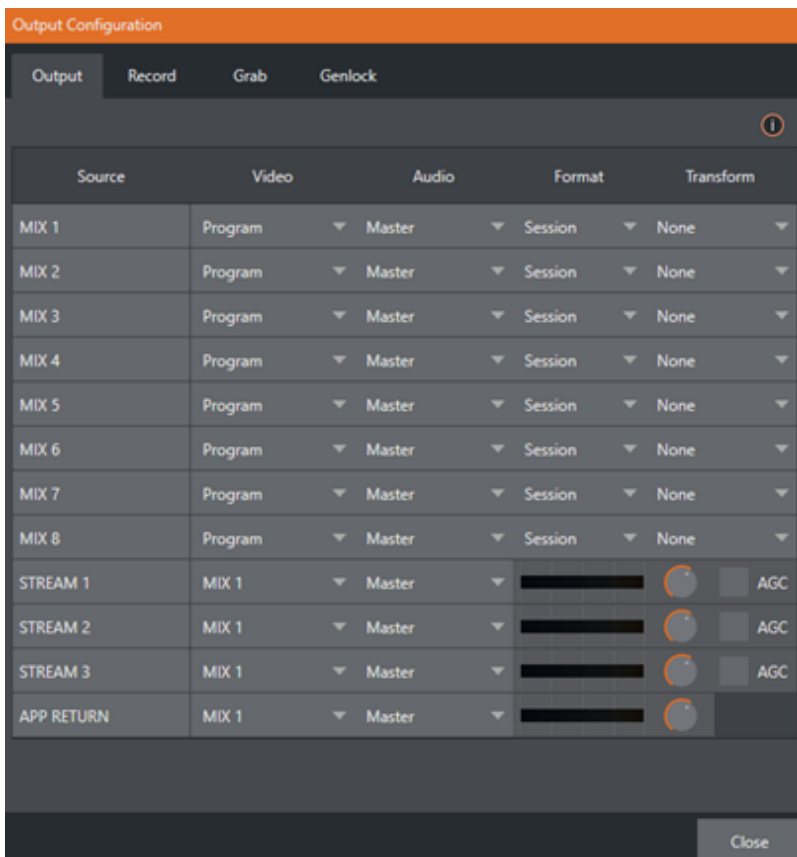 Output Configuration
Output Record Grab Genlock
i
Source Video Audio Format Transform
MIX 1 Program Master Session None
MIX 2 Program Master Session None
MIX 3 Program Master Session None
MIX 4 Program Master Session None
MIX 5 Program Master Session None
MIX 6 Program Master Session None
MIX 7 Program Master Session None
MIX 8 Program Master Session None
STREAM 1 MIX 1 Master AGC
STREAM 2 MIX 1 Master AGC
STREAM 3 MIX 1 Master AGC
APP RETURN MIX 1 Master
Close